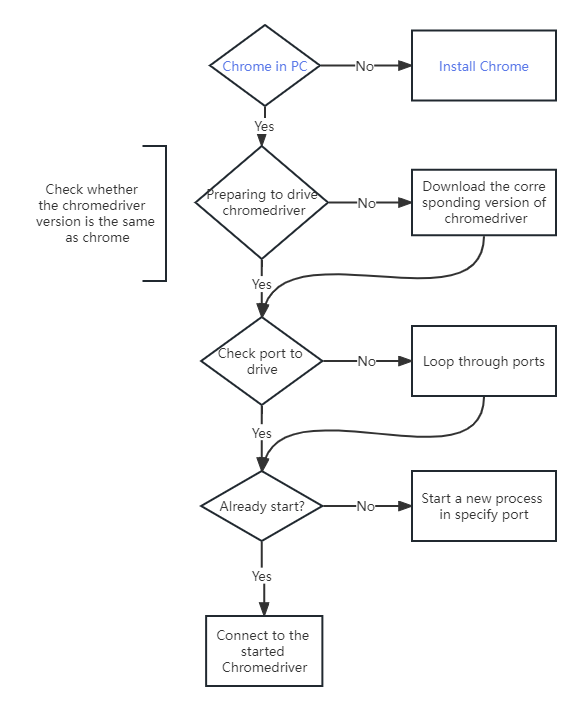 Chrome in PC
No
Install Chrome
Yes
Check whether
the chromedriver
version is the same
as chrome
Preparing to drive
chromedriver
No
Download the corre
sponding version of
chromedriver
Yes
Check port to
drive
No
Loop through ports
Yes
Already start?
No
Start a new process
in specify port
Yes
Connect to the
started
Chromedriver